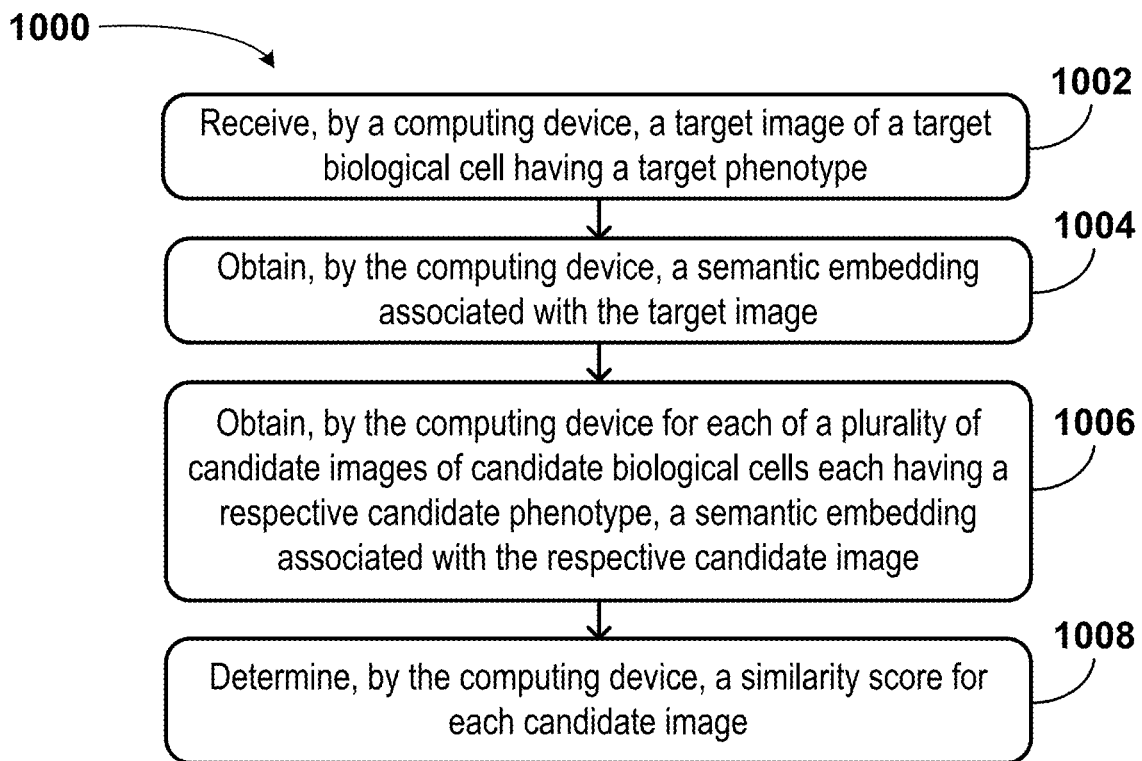 1000
1002
Receive, by a computing device, a target image of a target
biological cell having a target phenotype
1004
Obtain, by the computing device, a semantic embedding
associated with the target image
1006
Obtain, by the computing device for each of a plurality of
candidate images of candidate biological cells each having a
respective candidate phenotype, a semantic embedding
associated with the respective candidate image
1008
Determine, by the computing device, a similarity score for
each candidate image